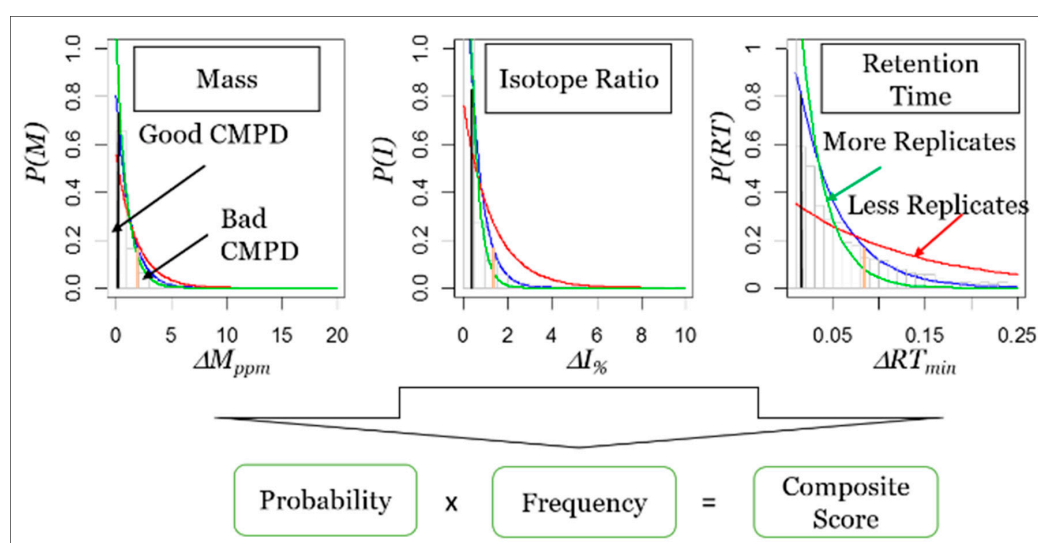 Mass
Good CMPD
Bad
CMPD
P(M)
1.0
0.8
0.6
0.4
0.2
0.0
0 5 10 15 20
ΔM_ppm
Isotope Ratio
P(I)
1.0
0.8
0.6
0.4
0.2
0.0
0 2 4 6 8 10
ΔI_%
Retention
Time
More Replicates
Less Replicates
P(RT)
1
0.8
0.6
0.4
0.2
0
0.05 0.15 0.25
ΔRT_min
Probability x Frequency = Composite
Score